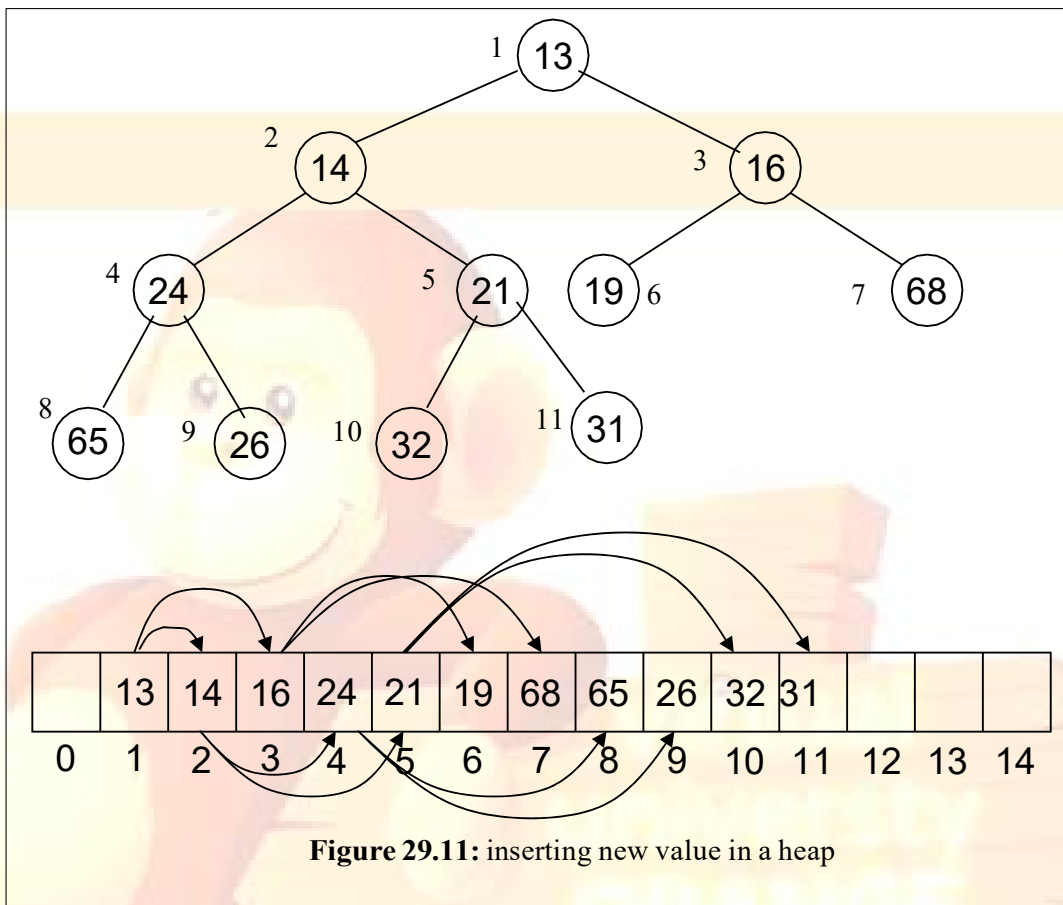 1 13
2 14 3 16
4 24 5 21 19 6 7 68
8 65 9 26 10 32 11 31
13 14 16 24 21 19 68 65 26 32 31
0 1 2 3 4 5 6 7 8 9 10 11 12 13 14
Figure 29.11: inserting new value in a heap